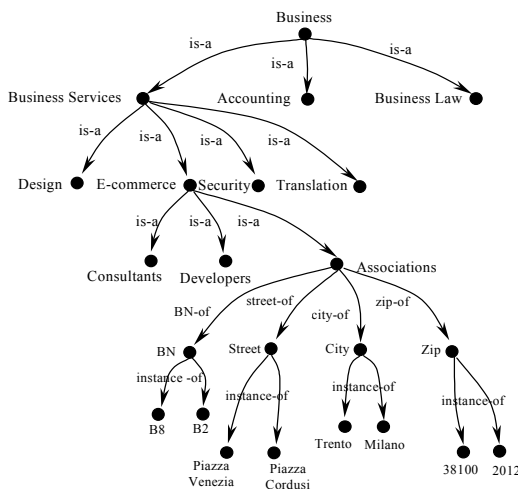 Business
is-a
is-a
is-a
Business Services
Accounting
Business Law
is-a
is-a
is-a
is-a
Design
E-commerce
Security
Translation
is-a
is-a
is-a
Consultants
Developers
Associations
BN-of
street-of
city-of
zip-of
BN
Street
City
Zip
instance -of
instance-of
instance-of
instance-of
B8
B2
Trento
Milano
Piazza
Venezia
Piazza
Cordusi
38100
2012